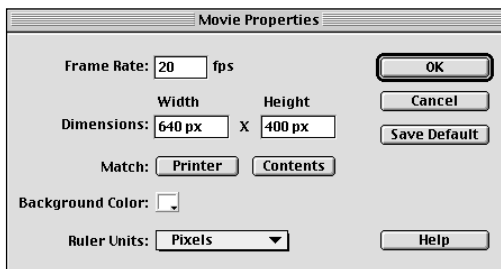 Movie Properties
Frame Rate: 20 fps
OK
Width Height
Cancel
Dimensions: 640 px X 400 px
Save Default
Match: Printer Contents
Background Color:
Ruler Units: Pixels
Help